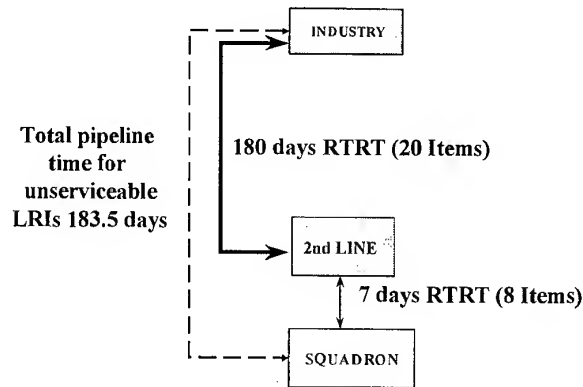 INDUSTRY
Total pipeline
time for
unserviceable
LRIs 183.5 days
180 days RTRT (20 Items)
2nd LINE
7 days RTRT (8 Items)
SQUADRON